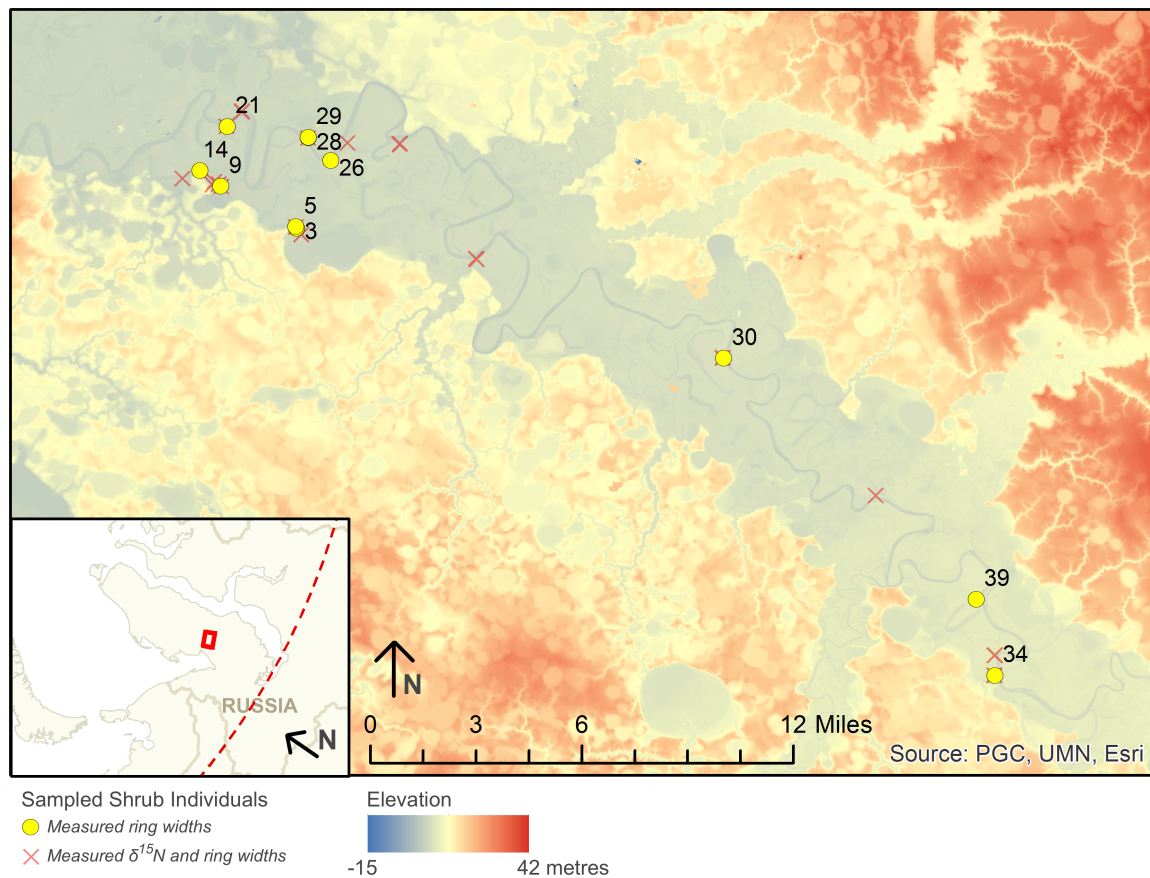 21
29
14
28
9
26
5
3
30
39
34
RUSSIA
N
N
0 3 6 12 Miles
Source: PGC, UMN, Esri
Sampled Shrub Individuals
Measured ring widths
Measured δ15N and ring widths
Elevation
-15 42 metres